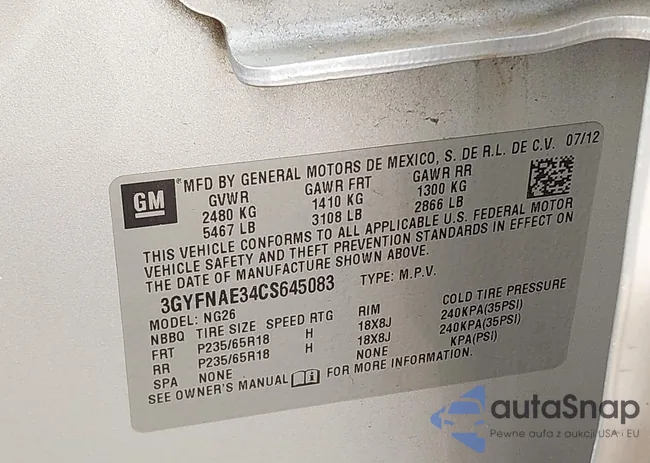 GM
MFD BY GENERAL MOTORS DE MEXICO, S. DE R.L. DE C.V. 07/12
GVWR GAWR FRT GAWR RR
2480 KG 1410 KG 1300 KG
5467 LB 3108 LB 2866 LB
THIS VEHICLE CONFORMS TO ALL APPLICABLE U.S. FEDERAL MOTOR
VEHICLE SAFETY AND THEFT PREVENTION STANDARDS IN EFFECT ON
THE DATE OF MANUFACTURE SHOWN ABOVE.
3GYFNAE34CS645083 TYPE: M.P.V.
MODEL: NG26
NBBQ TIRE SIZE SPEED RTG RIM COLD TIRE PRESSURE
FRT P235/65R18 H 18X8J 240KPA(35PSI)
RR P235/65R18 H 18X8J 240KPA(35PSI)
SPA NONE NONE KPA(PSI)
SEE OWNER'S MANUAL i FOR MORE INFORMATION.
autaSnap
Pewne auta z aukcji USA i EU